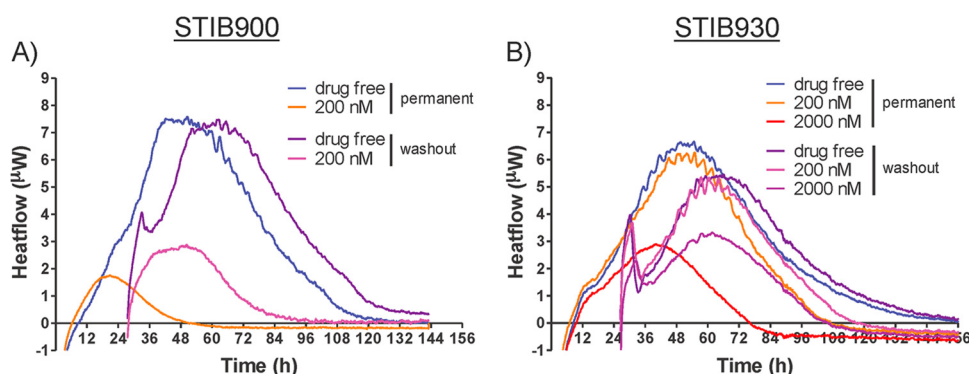 STIB900
STIB930
A)
9
8
7
6
5
4
3
2
1
0
-1
Heatflow (µW)
12 24 36 48 60 72 84 96 108 120 132 144 156
Time (h)
drug free
200 nM
permanent
drug free
200 nM
washout
B)
9
8
7
6
5
4
3
2
1
0
-1
Heatflow (µW)
12 24 36 48 60 72 84 96 108 120 132 144 156
Time (h)
drug free
200 nM
2000 nM
permanent
drug free
200 nM
2000 nM
washout